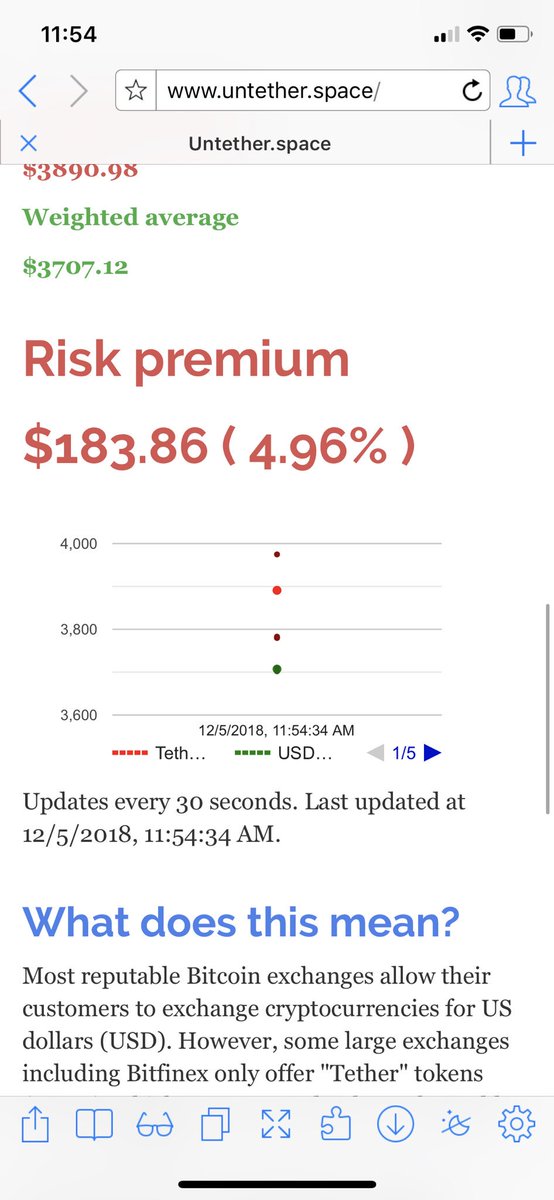 11:54
www.untether.space/
Untether.space
$3890.98
Weighted average
$3707.12
Risk premium
$183.86 ( 4.96% )
4,000
3,800
3,600
12/5/2018, 11:54:34 AM
Teth... USD... 1/5
Updates every 30 seconds. Last updated at
12/5/2018, 11:54:34 AM.
What does this mean?
Most reputable Bitcoin exchanges allow their
customers to exchange cryptocurrencies for US
dollars (USD). However, some large exchanges
including Bitfinex only offer "Tether" tokens